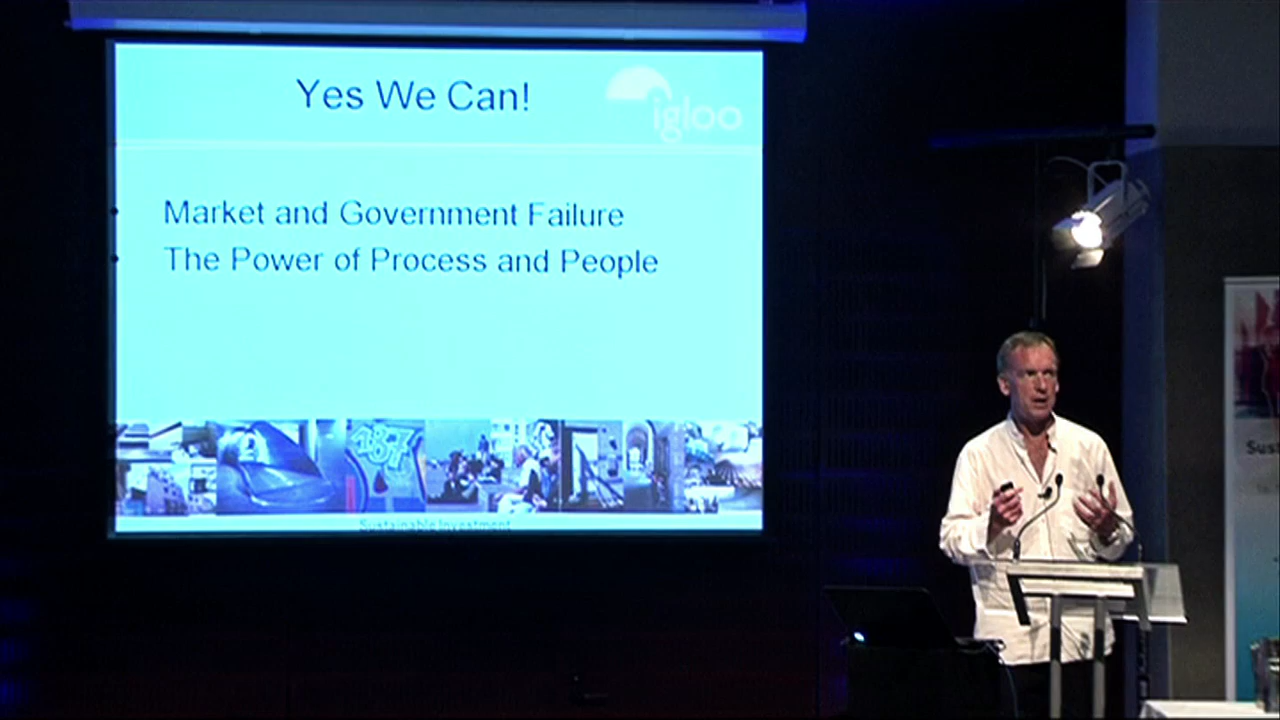 Yes We Can!
igloo
Market and Government Failure
The Power of Process and People
Sustainable Investment